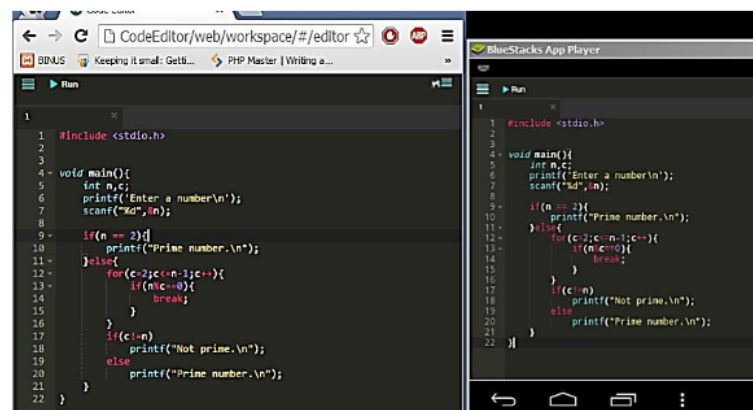 CodeEditor/web/workspace/#/editor
ABP
BINUS Keeping it small: Getti... PHP Master | Writing a... »
Run
1 ×
1 #include <stdio.h>
2
3
4 void main(){
5 int n,c;
6 printf('Enter a number\n');
7 scanf("%d",&n);
8
9 if(n == 2){
10 printf("Prime number.\n");
11 }else{
12 for(c=2;c<=n-1;c++){
13 if(n%c==0){
14 break;
15 }
16 }
17 if(c!=n)
18 printf("Not prime.\n");
19 else
20 printf("Prime number.\n");
21 }
22 }
BlueStacks App Player
Run
1 ×
1 #include <stdio.h>
2
3
4 void main(){
5 int n,c;
6 printf('Enter a number\n');
7 scanf("%d",&n);
8
9 if(n == 2){
10 printf("Prime number.\n");
11 }else{
12 for(c=2;c<=n-1;c++){
13 if(n%c==0){
14 break;
15 }
16 }
17 if(c!=n)
18 printf("Not prime.\n");
19 else
20 printf("Prime number.\n");
21 }
22 }